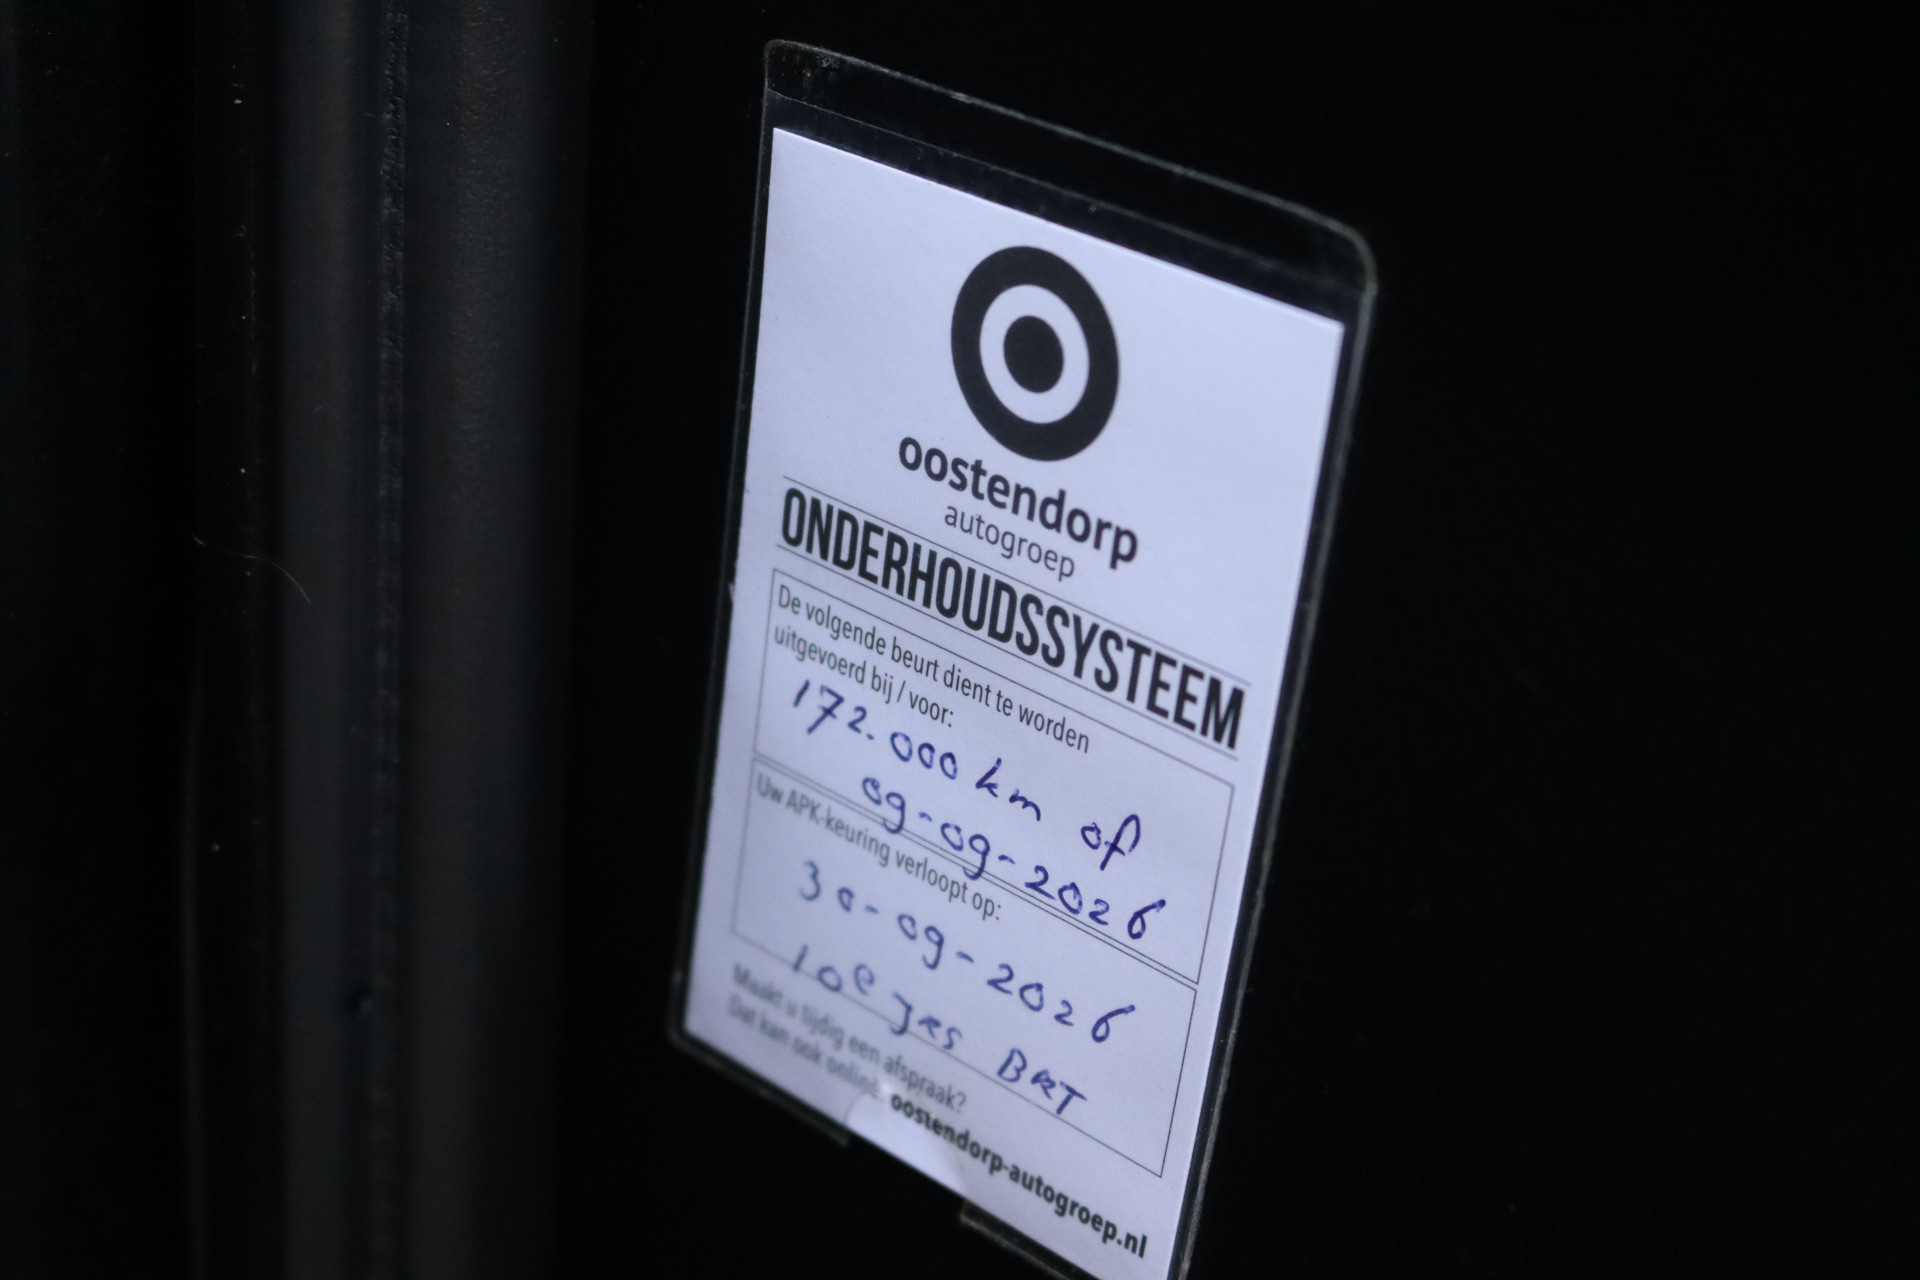 oostendorp
autogroep
ONDERHOUDSSYSTEEM
De volgende beurt dient te worden
uitgevoerd bij / voor:
172.000 km of
09-09-2026
Uw APK-keuring verloopt op:
30-09-2026
Maakt u tijdig een afspraak?
Dat kan ook online
oostendorp-autogroep.nl